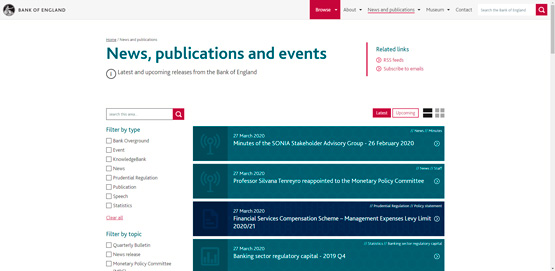 BANK OF ENGLAND
Browse
About
News and publications
Museum
Contact
Search the Bank of England
Home / News and publications
News, publications and events
Latest and upcoming releases from the Bank of England
Related links
RSS feeds
Subscribe to emails
Search this area...
Latest
Upcoming
Filter by type
Bank Overground
Event
KnowledgeBank
News
Prudential Regulation
Publication
Speech
Statistics
Clear all
Filter by topic
Quarterly Bulletin
News release
Monetary Policy Committee
(MPC)
// News // Minutes
27 March 2020
Minutes of the SONIA Stakeholder Advisory Group - 26 February 2020
// News // Staff
27 March 2020
Professor Silvana Tenreyro reappointed to the Monetary Policy Committee
// Prudential Regulation // Policy statement
27 March 2020
Financial Services Compensation Scheme – Management Expenses Levy Limit
2020/21
// Statistics // Banking sector regulatory capital
27 March 2020
Banking sector regulatory capital - 2019 Q4